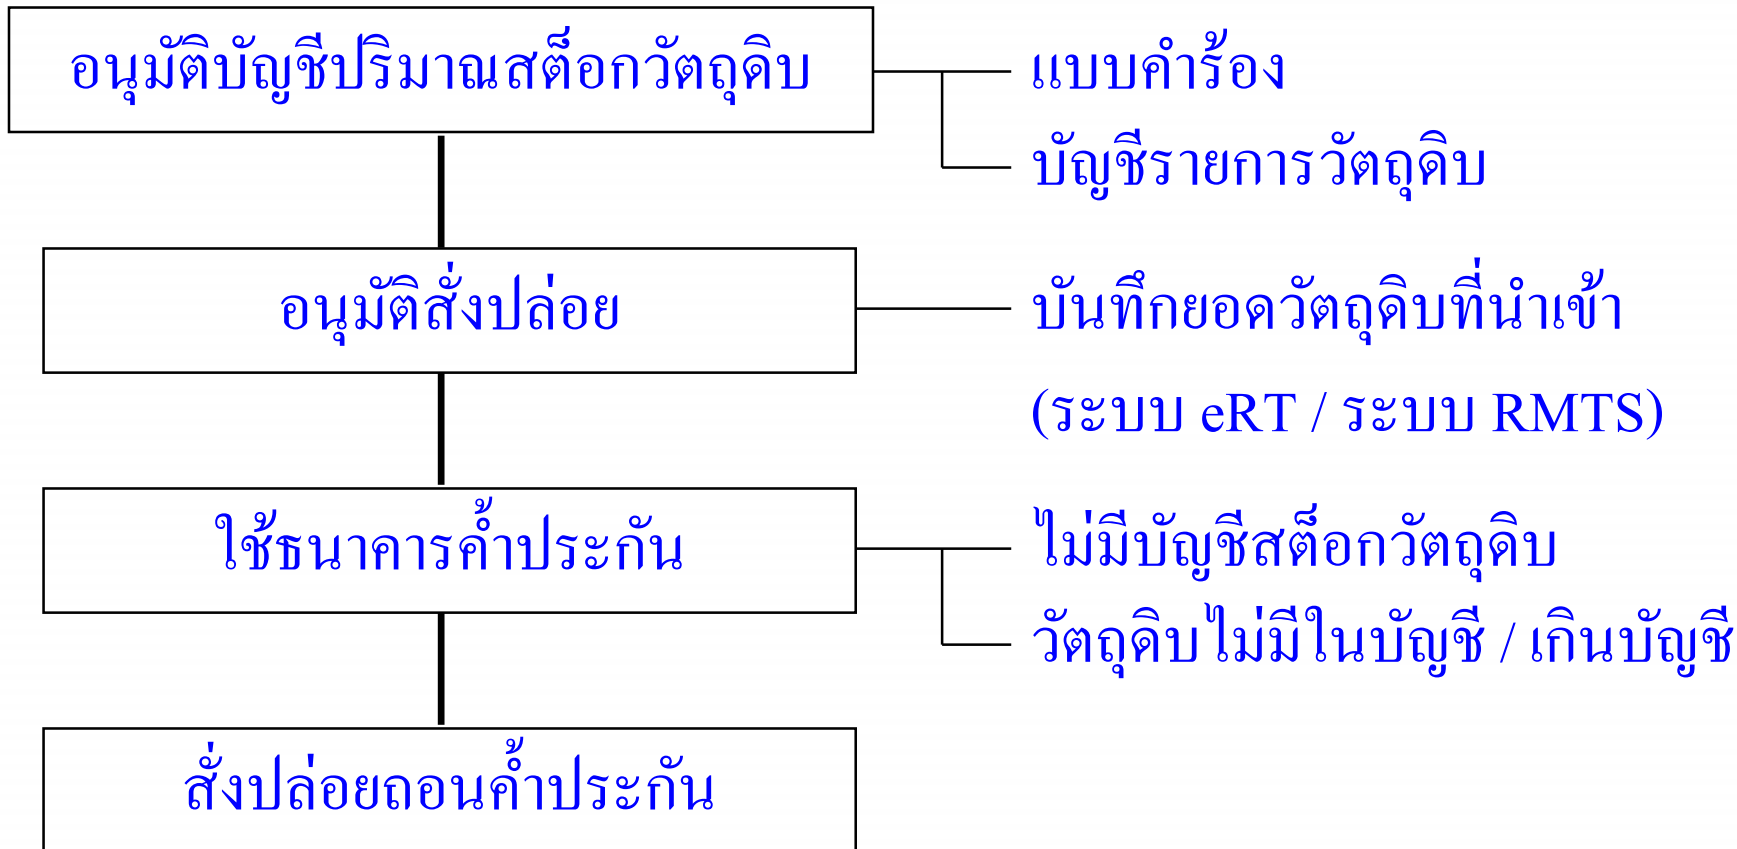 อนุมัติบัญชีปริมาณสต็อกวัตถุดิบ
แบบคำร้อง
บัญชีรายการวัตถุดิบ
อนุมัติสั่งปล่อย
บันทึกยอดวัตถุดิบที่นำเข้า
(ระบบ eRT / ระบบ RMTS)
ใช้ธนาคารค้ำประกัน
ไม่มีบัญชีสต็อกวัตถุดิบ
วัตถุดิบไม่มีในบัญชี / เกินบัญชี
สั่งปล่อยถอนค้ำประกัน